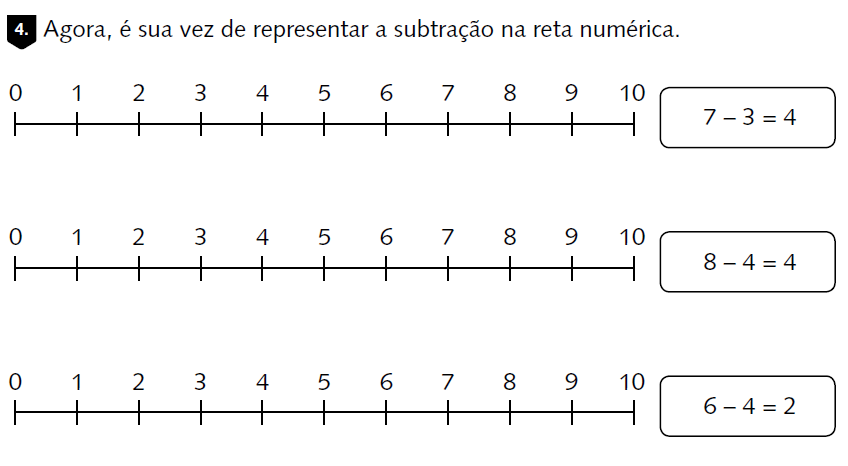 4. Agora, é sua vez de representar a subtração na reta numérica.
0 1 2 3 4 5 6 7 8 9 10
7 – 3 = 4
0 1 2 3 4 5 6 7 8 9 10
8 – 4 = 4
0 1 2 3 4 5 6 7 8 9 10
6 – 4 = 2